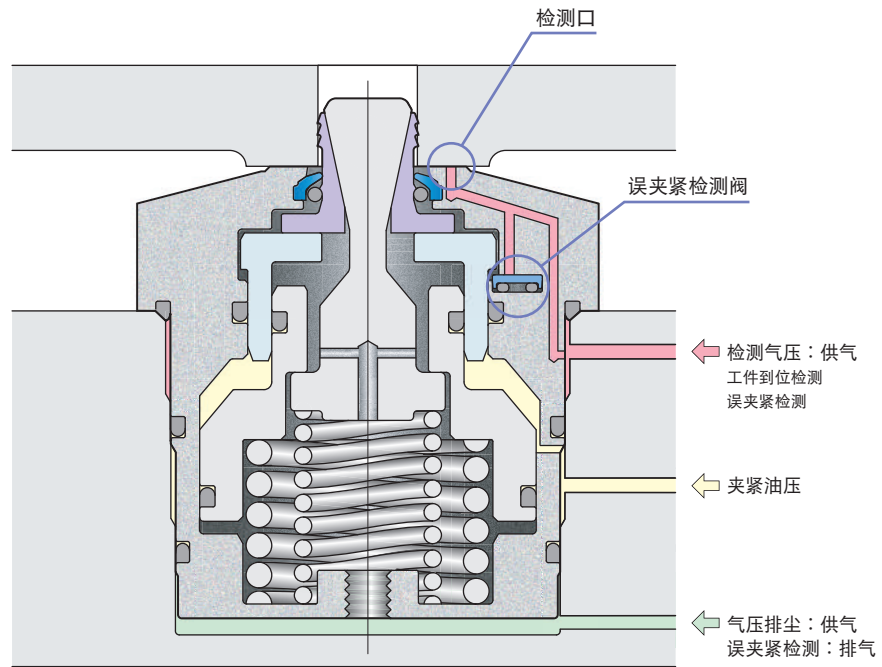 检测口
误夹紧检测阀
检测气压：供气
工件到位检测
误夹紧检测
夹紧油压
气压排尘：供气
误夹紧检测：排气